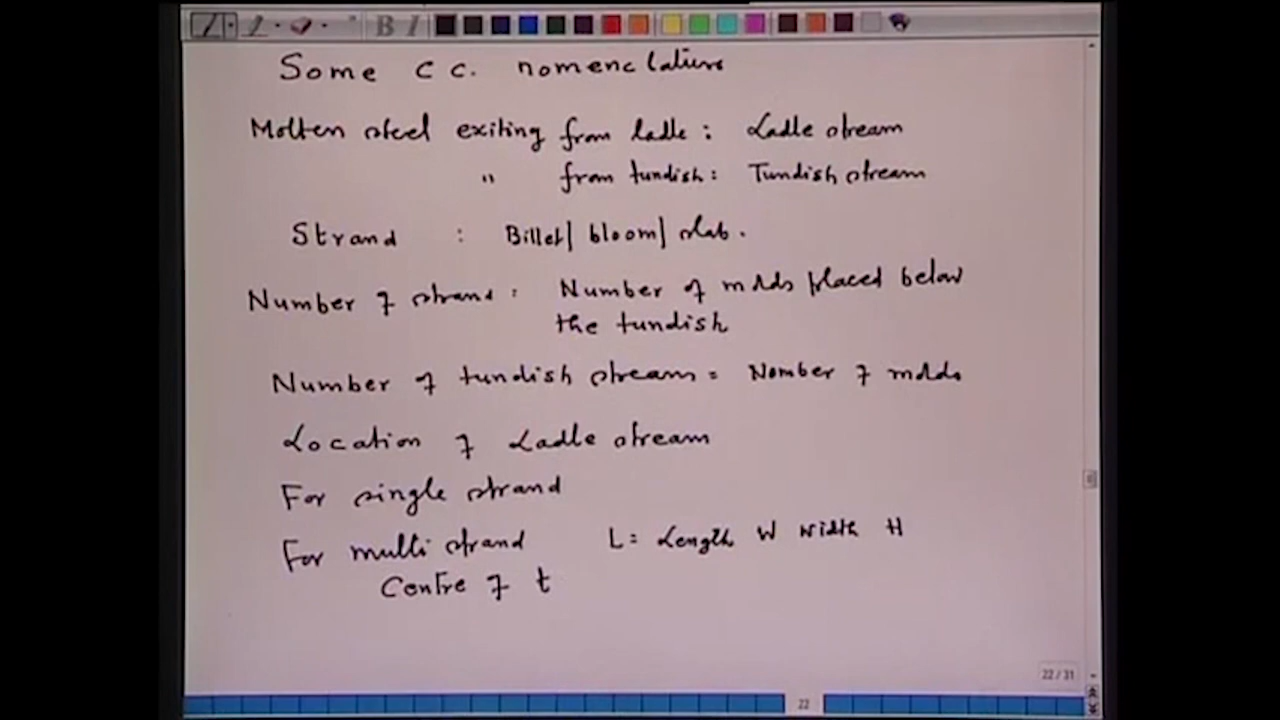 Some CC. nomenclature
Molten steel exiting from ladle : Ladle stream
" from tundish : Tundish stream
Strand : Billet/ bloom/ slab.
Number of strand : Number of molds placed below
the tundish
Number of tundish stream = Number of molds
Location of Ladle stream
For single strand
For multi strand L = Length W width H
Centre of t
22/31
22